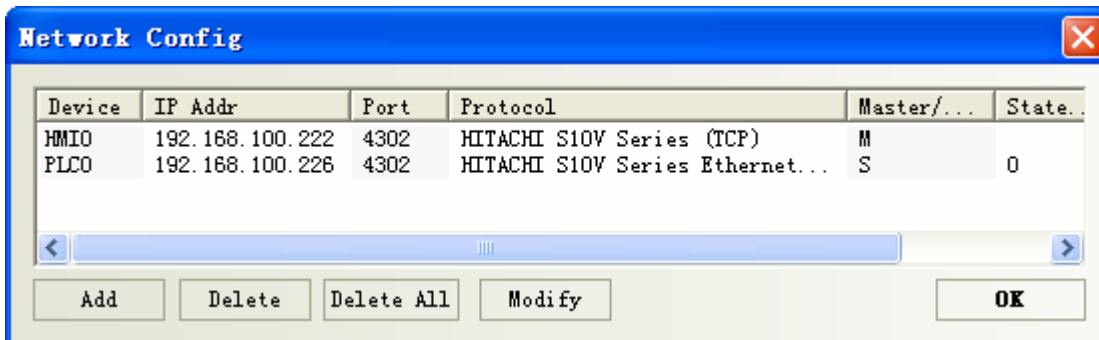 Network Config
Device IP Addr Port Protocol Master/... State..
HMI0 192.168.100.222 4302 HITACHI S10V Series (TCP) M
PLC0 192.168.100.226 4302 HITACHI S10V Series Ethernet... S 0
Add Delete Delete All Modify OK